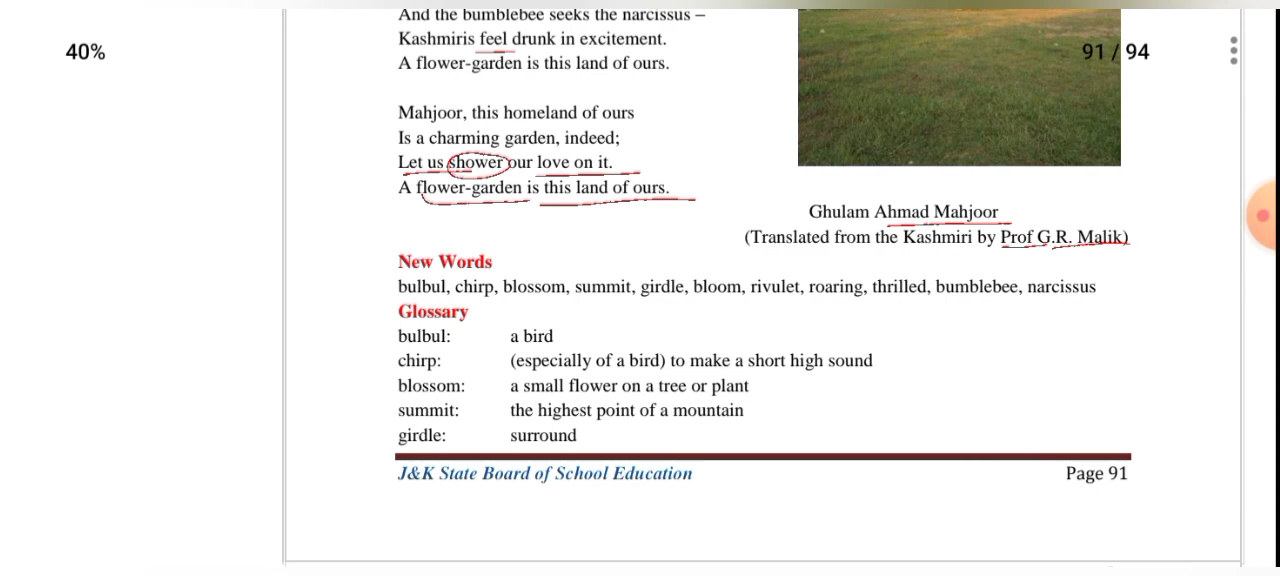 40%
91 / 94
And the bumblebee seeks the narcissus –
Kashmiris feel drunk in excitement.
A flower-garden is this land of ours.
Mahjoor, this homeland of ours
Is a charming garden, indeed;
Let us shower our love on it.
A flower-garden is this land of ours.
Ghulam Ahmad Mahjoor
(Translated from the Kashmiri by Prof G.R. Malik)
New Words
bulbul, chirp, blossom, summit, girdle, bloom, rivulet, roaring, thrilled, bumblebee, narcissus
Glossary
bulbul: a bird
chirp: (especially of a bird) to make a short high sound
blossom: a small flower on a tree or plant
summit: the highest point of a mountain
girdle: surround
J&K State Board of School Education Page 91